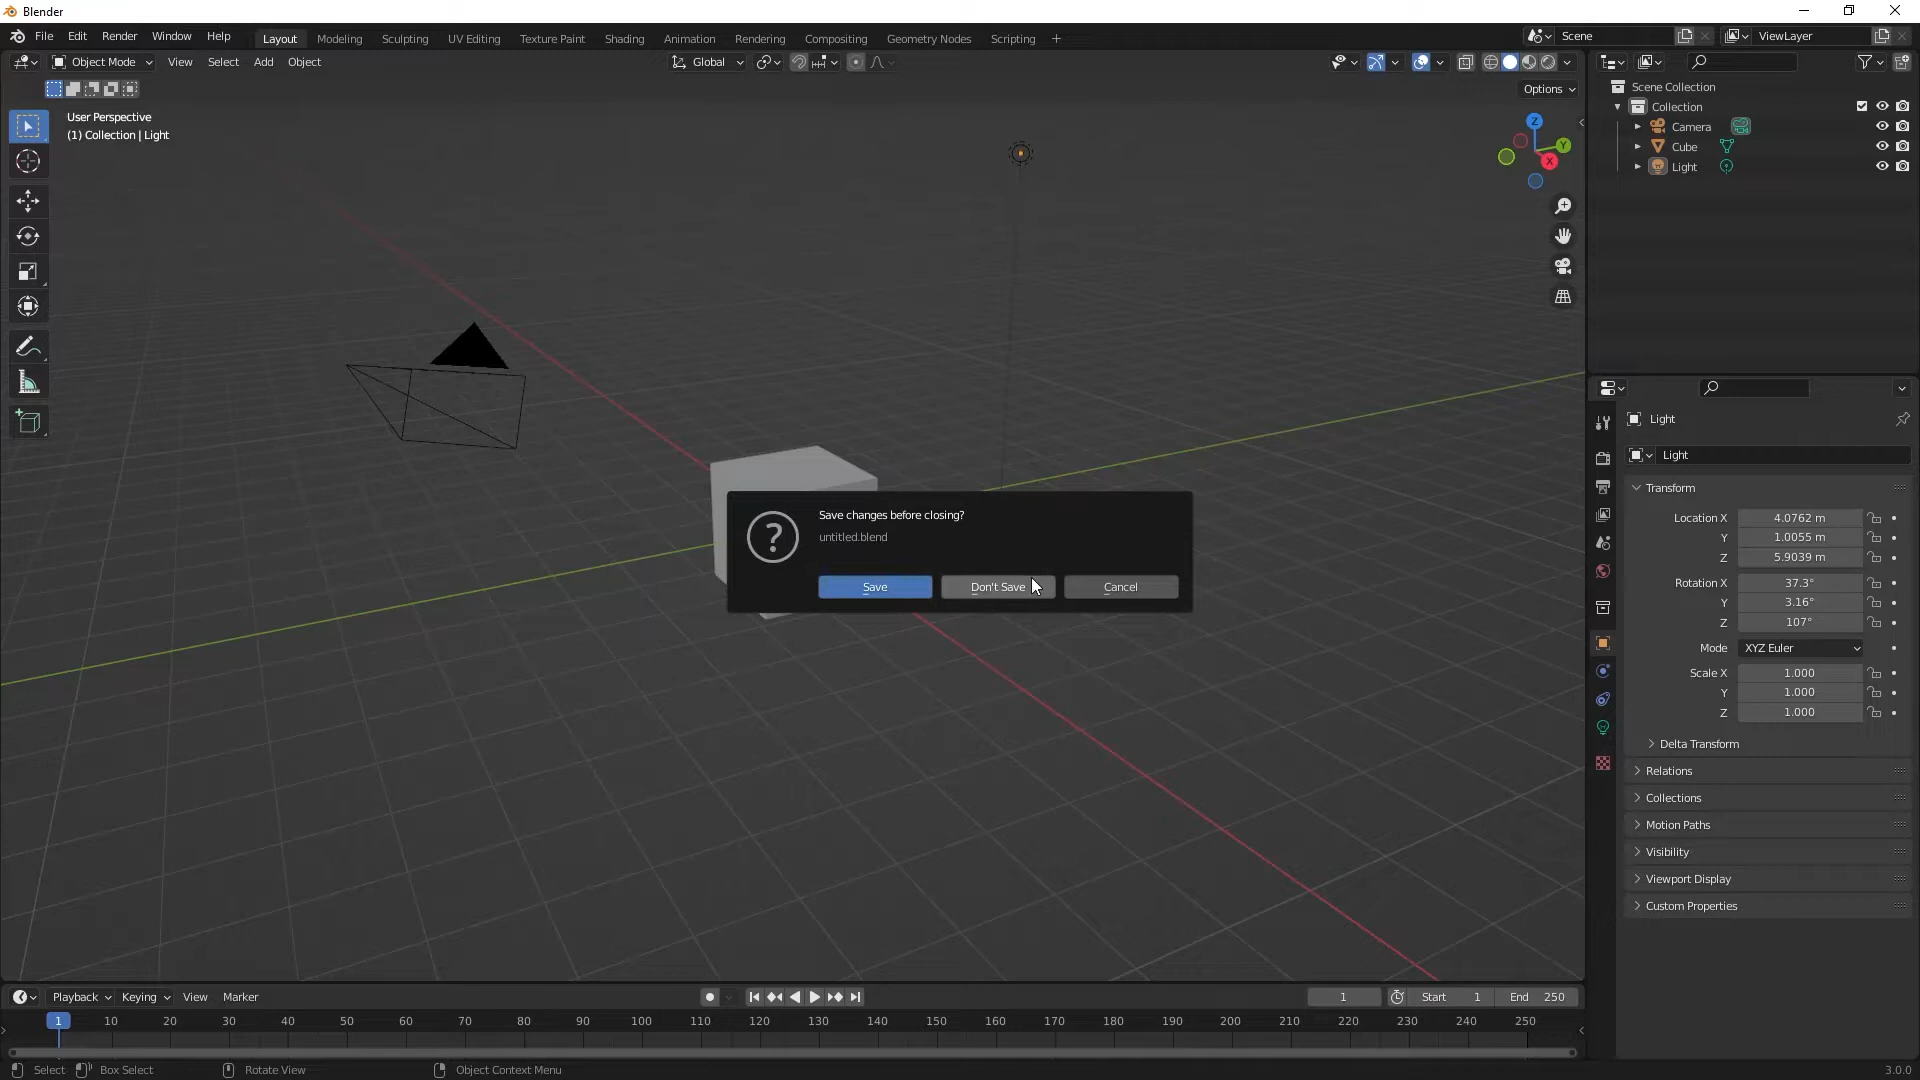 Blender
File Edit Render Window Help Layout Modeling Sculpting UV Editing Texture Paint Shading Animation Rendering Compositing Geometry Nodes Scripting + Scene ViewLayer
Object Mode View Select Add Object Global
Options
User Perspective
(1) Collection | Light
Z
Y
X
Scene Collection
Collection
Camera
Cube
Light
Save changes before closing?
untitled.blend
Save Don't Save Cancel
Light
Light
Transform
Location X 4.0762 m
Y 1.0055 m
Z 5.9039 m
Rotation X 37.3°
Y 3.16°
Z 107°
Mode XYZ Euler
Scale X 1.000
Y 1.000
Z 1.000
Delta Transform
Relations
Collections
Motion Paths
Visibility
Viewport Display
Custom Properties
Playback Keying View Marker 1 Start 1 End 250
1 10 20 30 40 50 60 70 80 90 100 110 120 130 140 150 160 170 180 190 200 210 220 230 240 250
Select Box Select Rotate View Object Context Menu 3.0.0